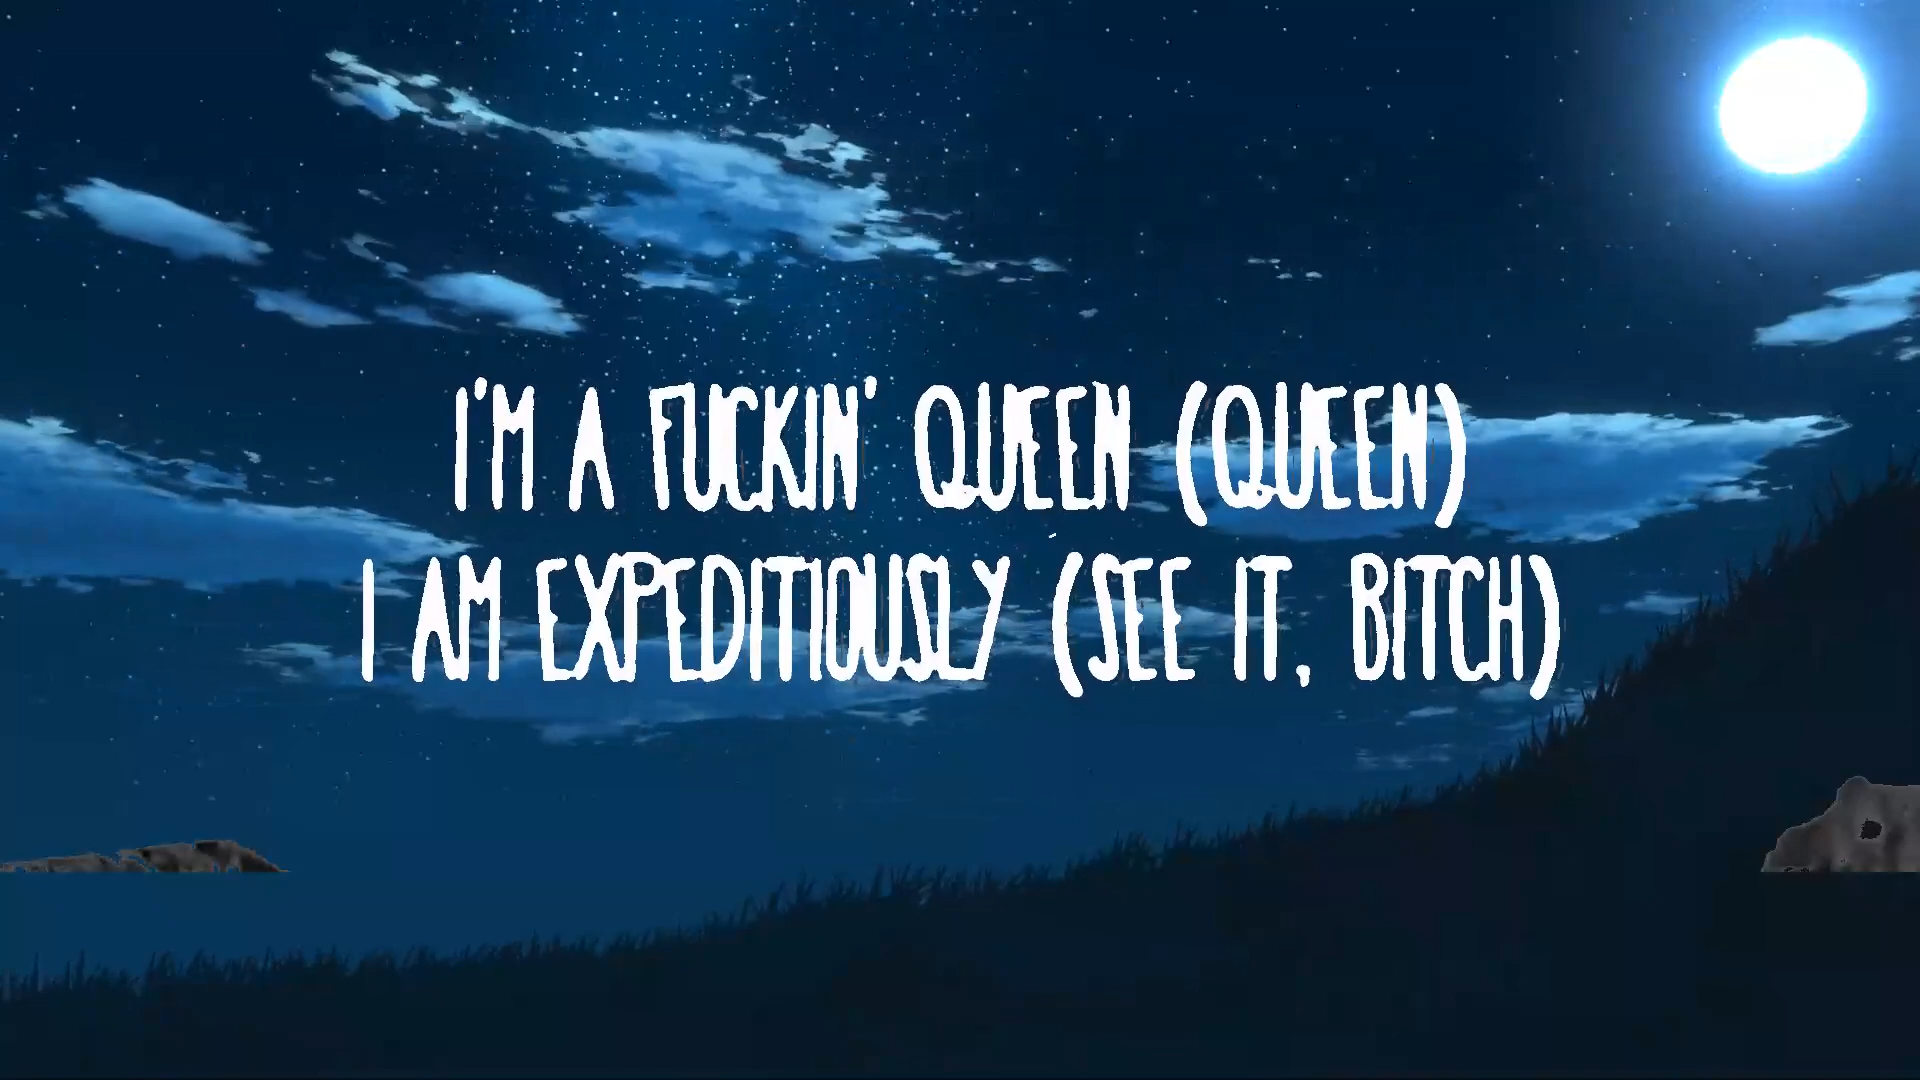 I'M A FUCKIN' QUEEN (QUEEN)
I AM EXPEDITIOUSLY (SEE IT, BITCH)